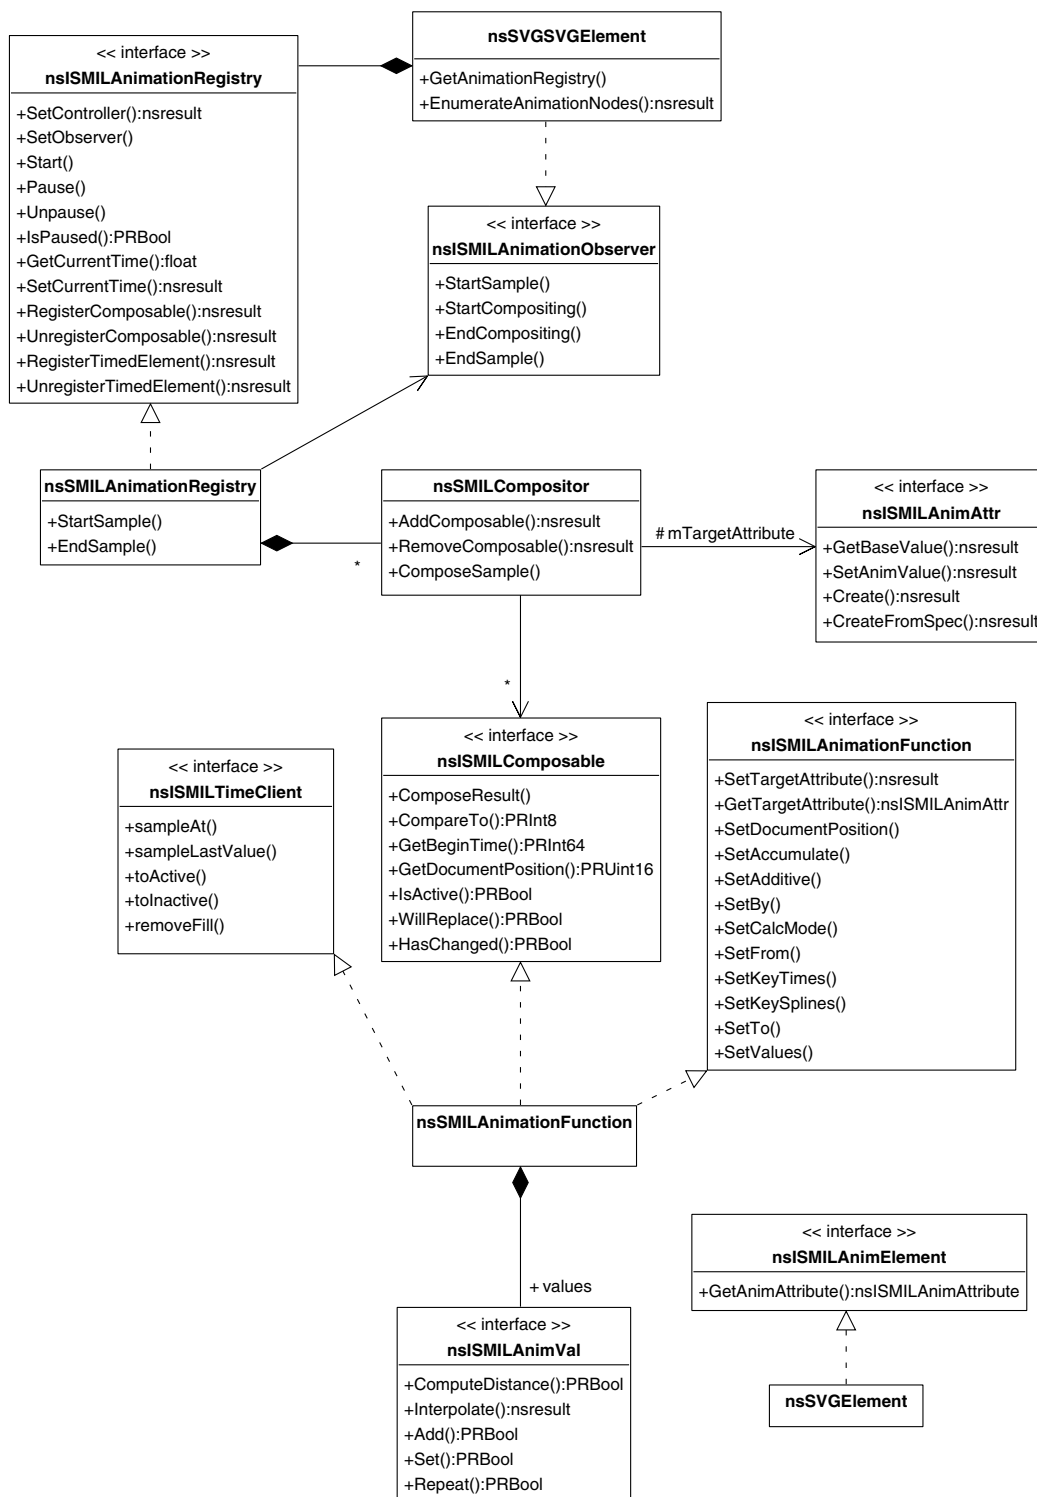 << interface >>
nsISMILAnimationRegistry
+SetController():nsresult
+SetObserver()
+Start()
+Pause()
+Unpause()
+IsPaused():PRBool
+GetCurrentTime():float
+SetCurrentTime():nsresult
+RegisterComposable():nsresult
+UnregisterComposable():nsresult
+RegisterTimedElement():nsresult
+UnregisterTimedElement():nsresult
nsSVGSVGElement
+GetAnimationRegistry()
+EnumerateAnimationNodes():nsresult
<< interface >>
nsISMILAnimationObserver
+StartSample()
+StartCompositing()
+EndCompositing()
+EndSample()
nsSMILAnimationRegistry
+StartSample()
+EndSample()
*
nsSMILCompositor
+AddComposable():nsresult
+RemoveComposable():nsresult
+ComposeSample()
# mTargetAttribute
<< interface >>
nsISMILAnimAttr
+GetBaseValue():nsresult
+SetAnimValue():nsresult
+Create():nsresult
+CreateFromSpec():nsresult
*
<< interface >>
nsISMILTimeClient
+sampleAt()
+sampleLastValue()
+toActive()
+toInactive()
+removeFill()
<< interface >>
nsISMILComposable
+ComposeResult()
+CompareTo():PRInt8
+GetBeginTime():PRInt64
+GetDocumentPosition():PRUint16
+IsActive():PRBool
+WillReplace():PRBool
+HasChanged():PRBool
<< interface >>
nsISMILAnimationFunction
+SetTargetAttribute():nsresult
+GetTargetAttribute():nsISMILAnimAttr
+SetDocumentPosition()
+SetAccumulate()
+SetAdditive()
+SetBy()
+SetCalcMode()
+SetFrom()
+SetKeyTimes()
+SetKeySplines()
+SetTo()
+SetValues()
nsSMILAnimationFunction
+ values
<< interface >>
nsISMILAnimVal
+ComputeDistance():PRBool
+Interpolate():nsresult
+Add():PRBool
+Set():PRBool
+Repeat():PRBool
<< interface >>
nsISMILAnimElement
+GetAnimAttribute():nsISMILAnimAttribute
nsSVGElement